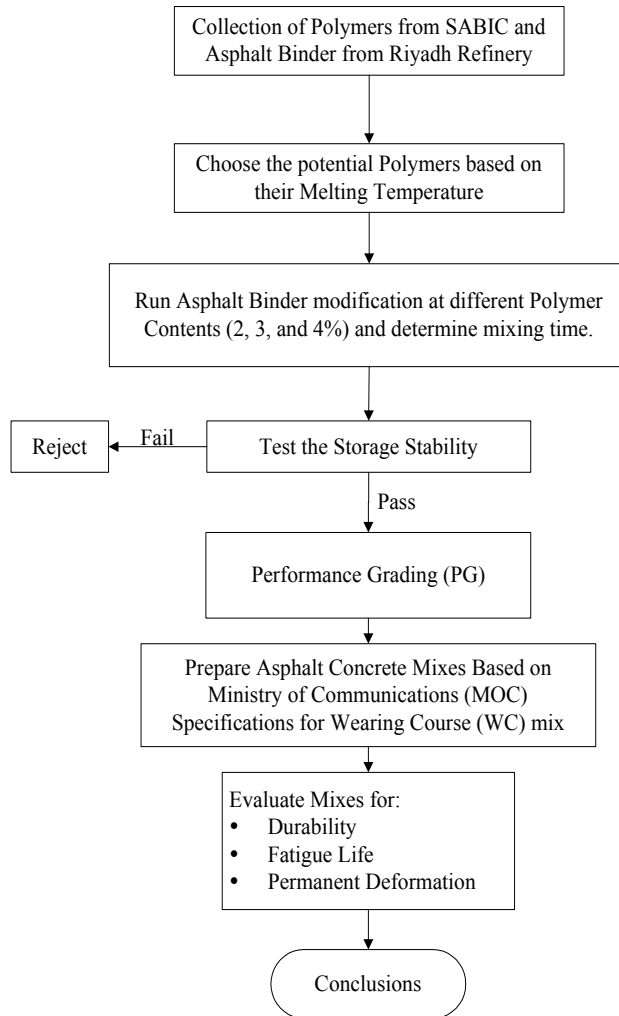 Collection of Polymers from SABIC and
Asphalt Binder from Riyadh Refinery
Choose the potential Polymers based on
their Melting Temperature
Run Asphalt Binder modification at different Polymer
Contents (2, 3, and 4%) and determine mixing time.
Reject
Fail
Test the Storage Stability
Pass
Performance Grading (PG)
Prepare Asphalt Concrete Mixes Based on
Ministry of Communications (MOC)
Specifications for Wearing Course (WC) mix
Evaluate Mixes for:
• Durability
• Fatigue Life
• Permanent Deformation
Conclusions